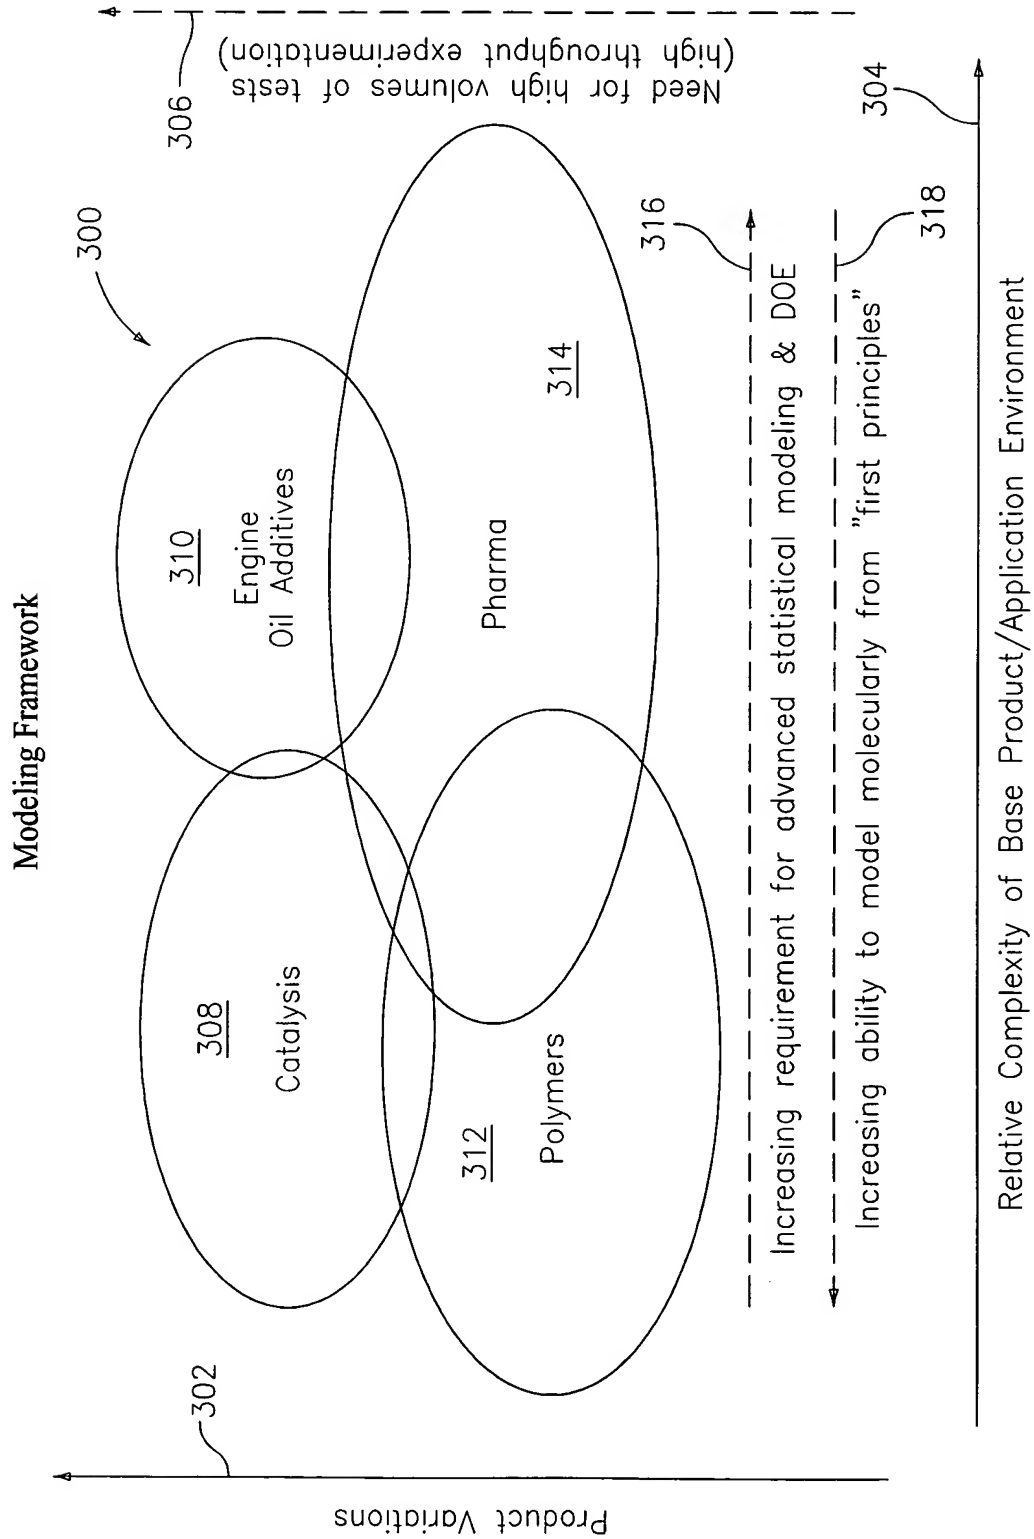 Modeling Framework
300
302
Product Variations
308
Catalysis
310
Engine
Oil Additives
312
Polymers
Pharma
314
306
Need for high volumes of tests
(high throughput experimentation)
316
Increasing requirement for advanced statistical modeling & DOE
318
Increasing ability to model molecularly from "first principles"
304
Relative Complexity of Base Product/Application Environment